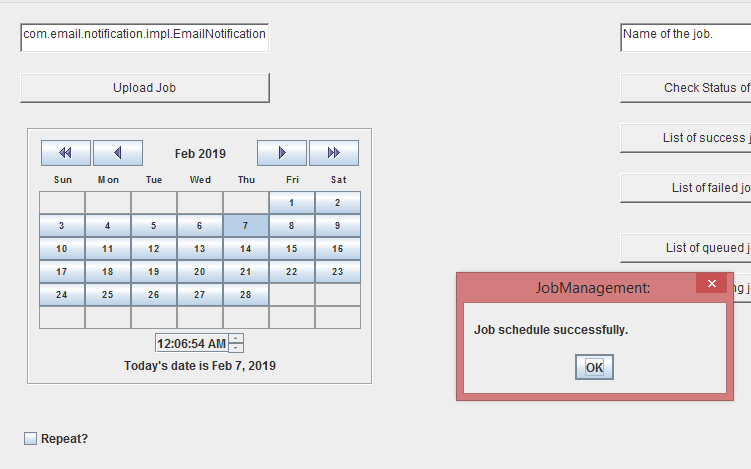 com.email.notification.impl.EmailNotification
Name of the job.
Upload Job
Check Status of
List of success j
List of failed jo
List of queued j
ng jo
Feb 2019
Sun Mon Tue Wed Thu Fri Sat
1 2
3 4 5 6 7 8 9
10 11 12 13 14 15 16
17 18 19 20 21 22 23
24 25 26 27 28
12:06:54 AM
Today's date is Feb 7, 2019
JobManagement:
Job schedule successfully.
OK
Repeat?